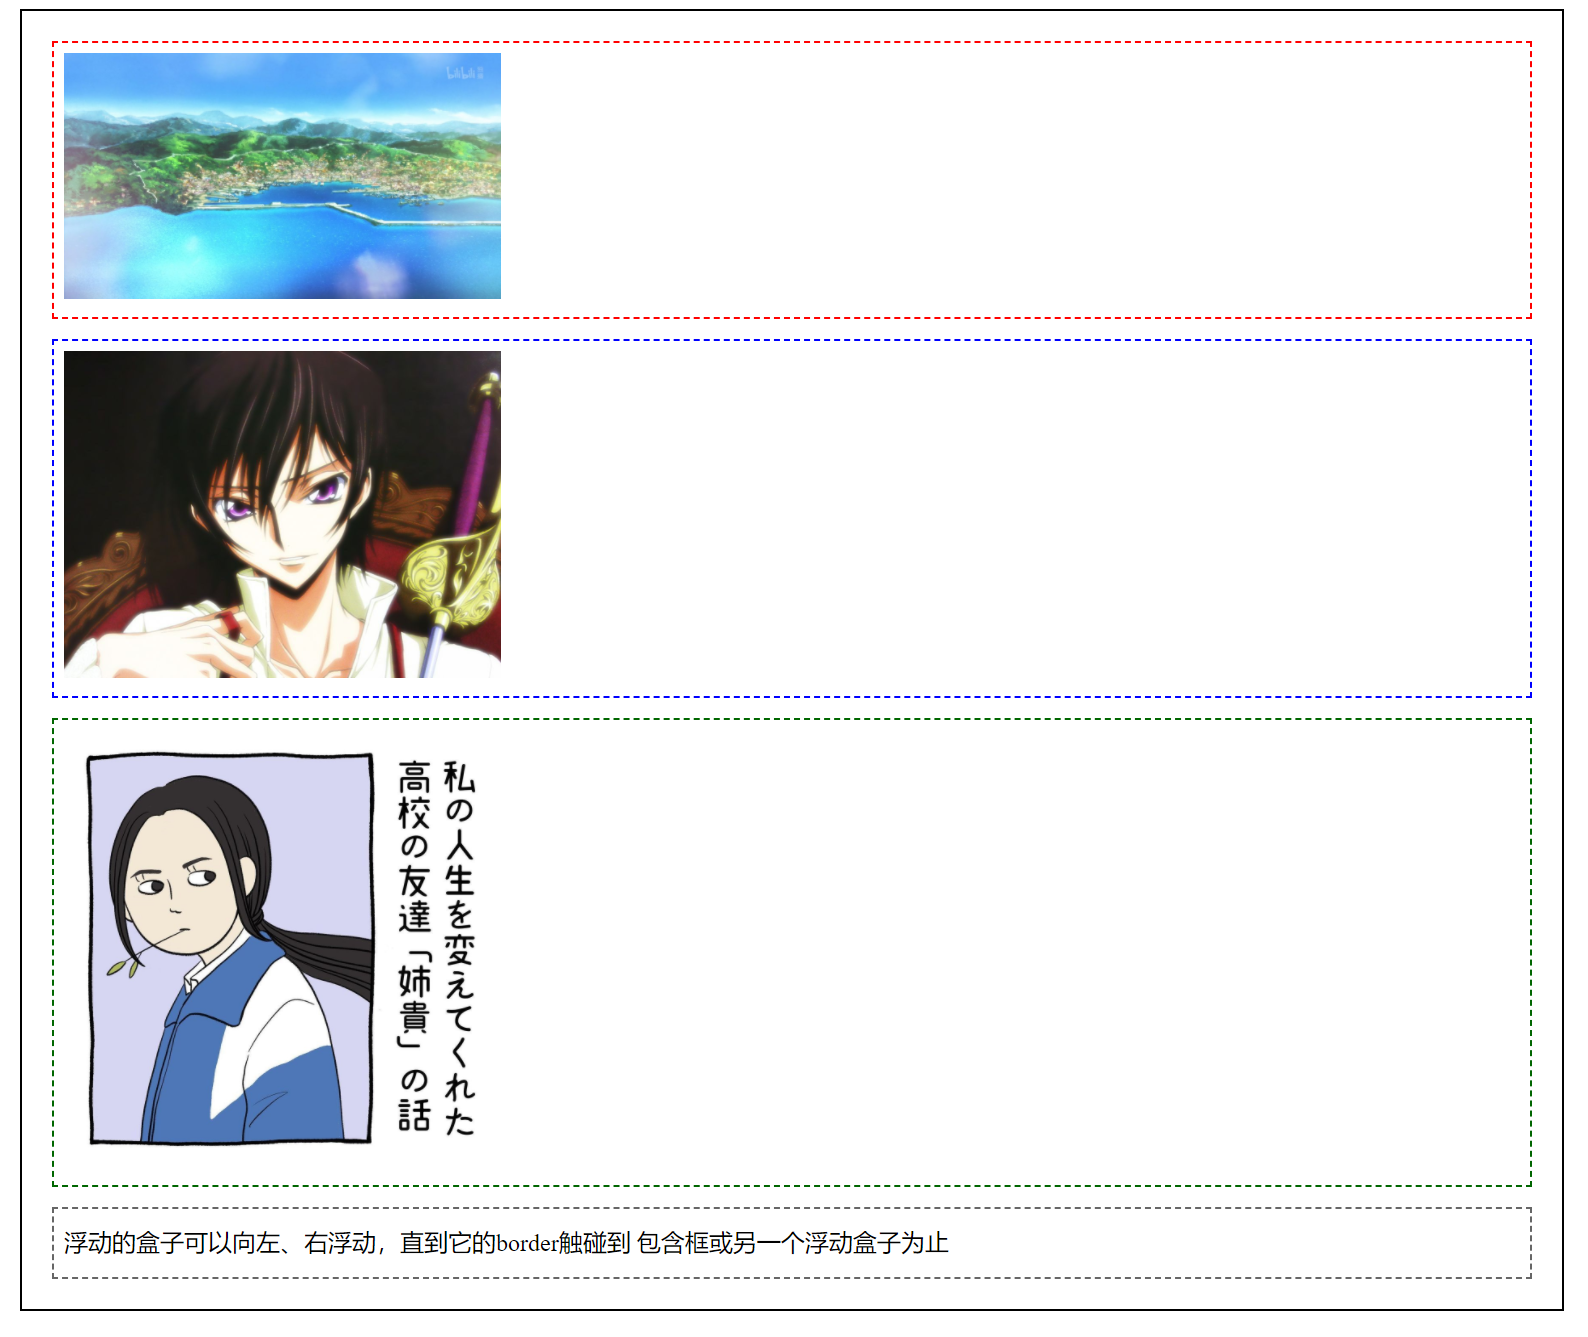 bilibili
私の人生を変えてくれた
高校の友達「姉貴」の話
浮动的盒子可以向左、右浮动，直到它的border触碰到 包含框或另一个浮动盒子为止